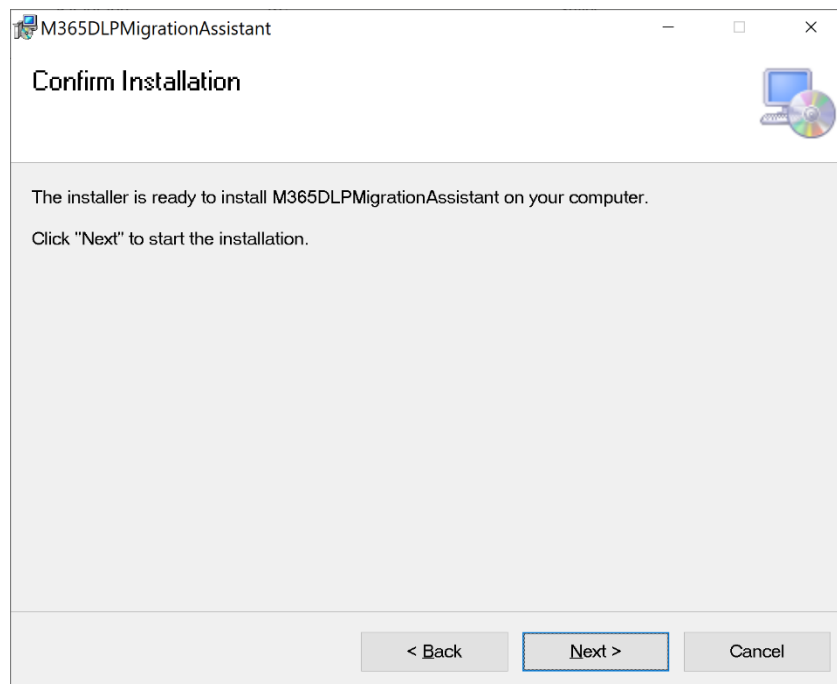 M365DLPMigrationAssistant
Confirm Installation
The installer is ready to install M365DLPMigrationAssistant on your computer.
Click "Next" to start the installation.
< Back
Next >
Cancel